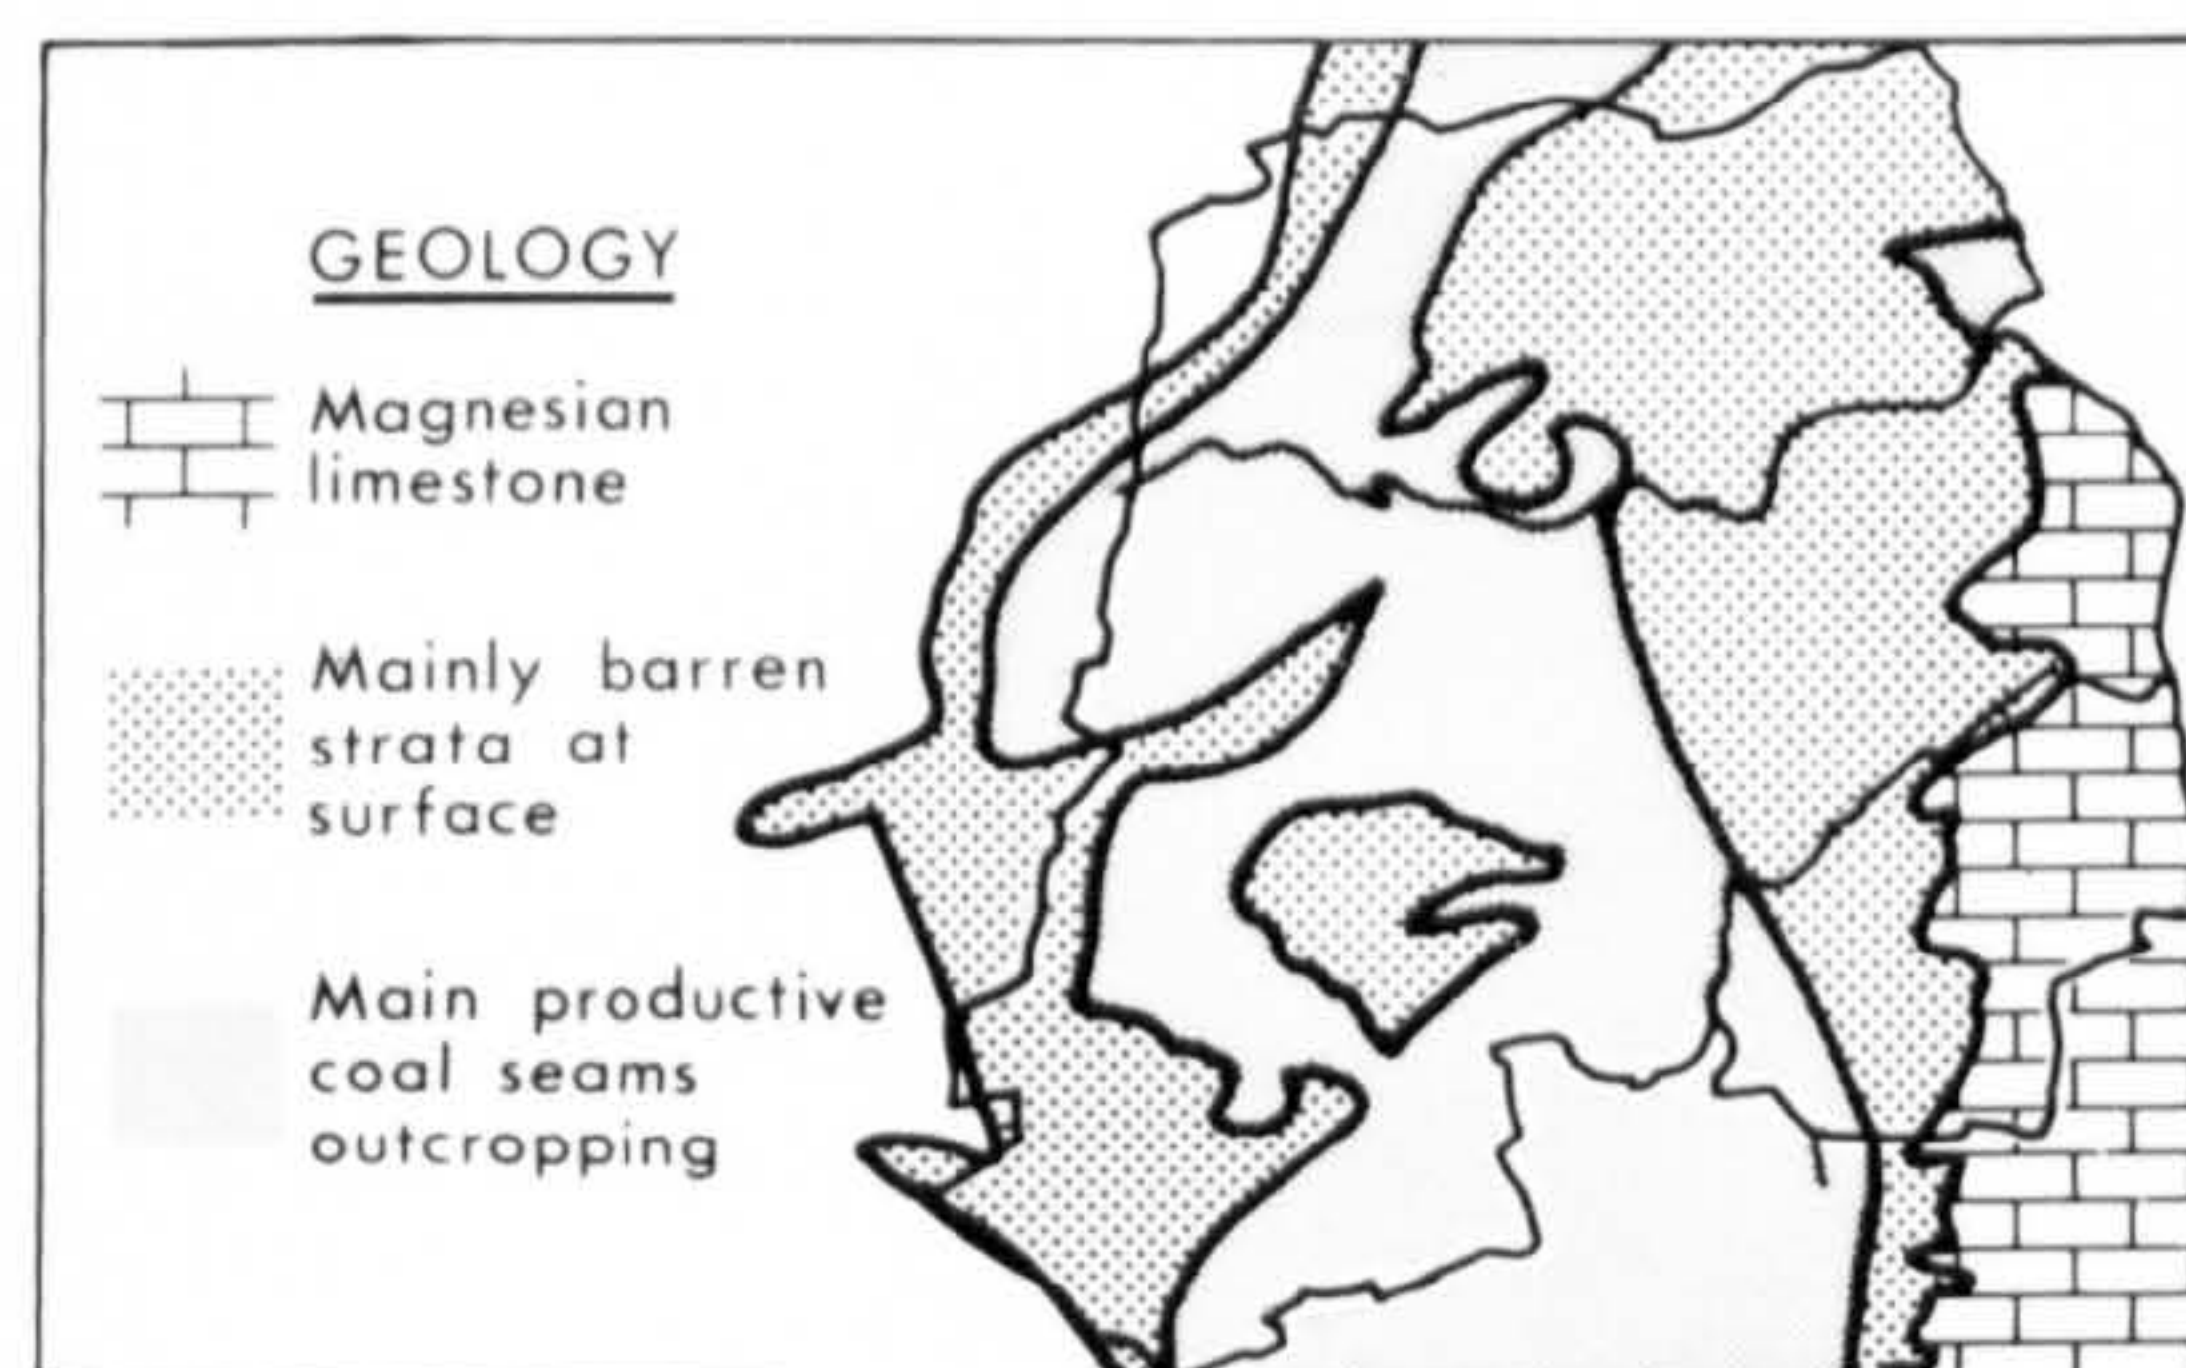 GEOLOGY
Magnesian
limestone
Mainly barren
strata at
surface
Main productive
coal seams
outcropping